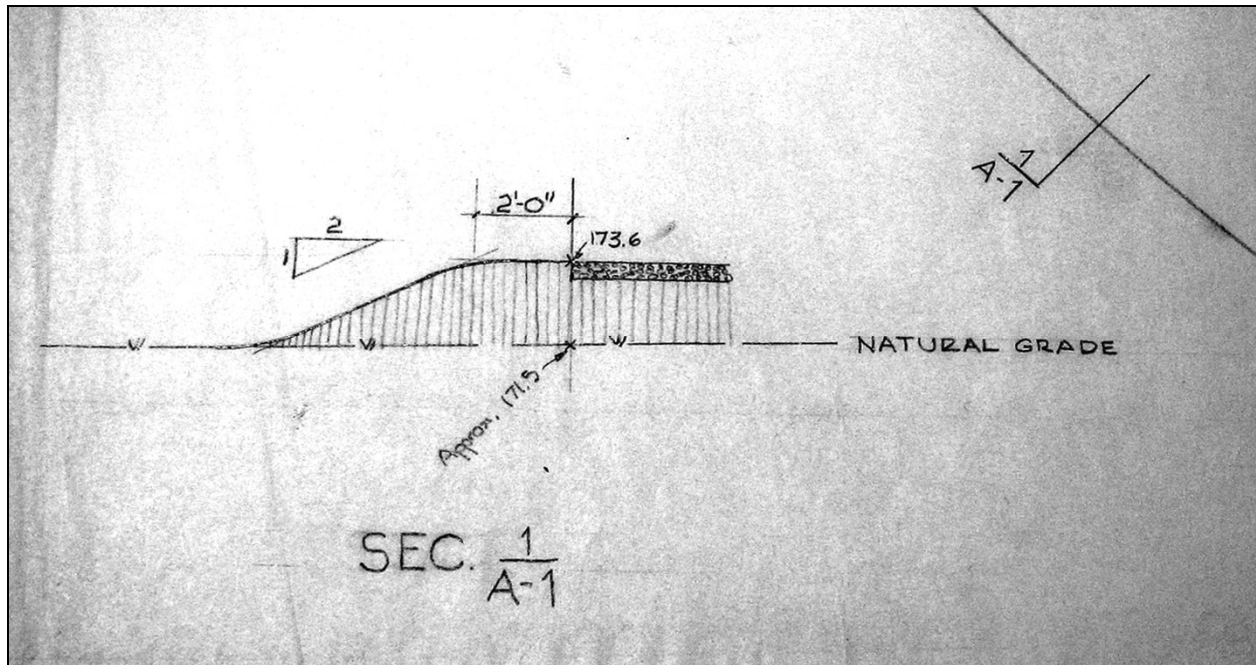 2'-0"
2
1
173.6
NATURAL GRADE
Approx. 171.5
SEC. 1
A-1
1
A-1